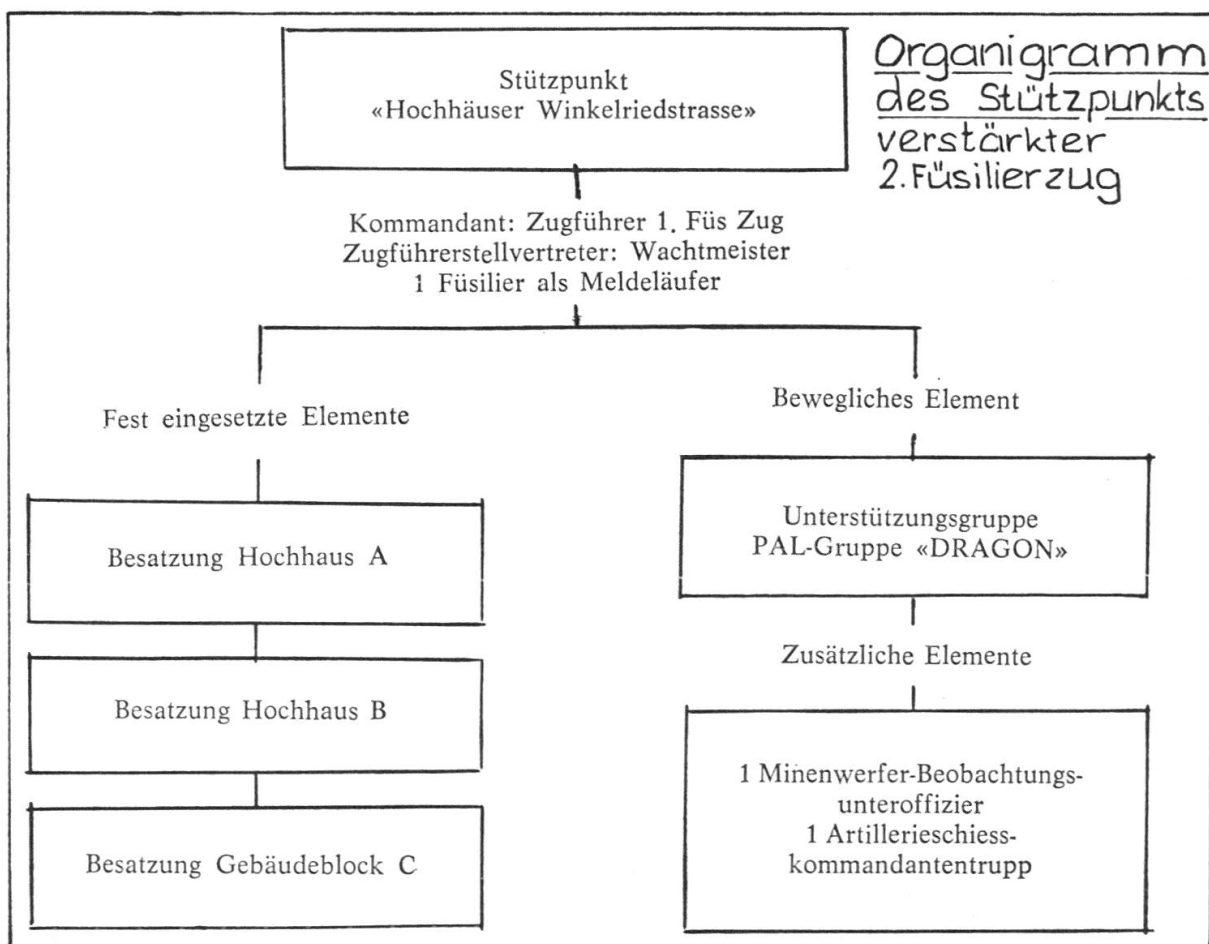 Organigramm
des Stützpunkts
verstärkter
2. Füsilierzug
Stützpunkt
«Hochhäuser Winkelriedstrasse»
Kommandant: Zugführer 1. Füs Zug
Zugführerstellvertreter: Wachtmeister
1 Füsilier als Meldeläufer
Fest eingesetzte Elemente
Besatzung Hochhaus A
Besatzung Hochhaus B
Besatzung Gebäudeblock C
Bewegliches Element
Unterstützungsgruppe
PAL-Gruppe «DRAGON»
Zusätzliche Elemente
1 Minenwerfer-Beobachtungs-
unteroffizier
1 Artillerieschiess-
kommandantentrupp